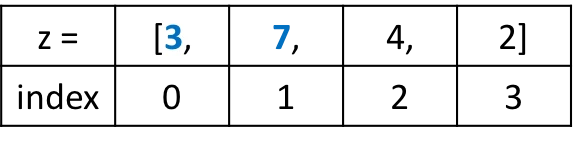 z = [3, 7, 4, 2]
index 0 1 2 3